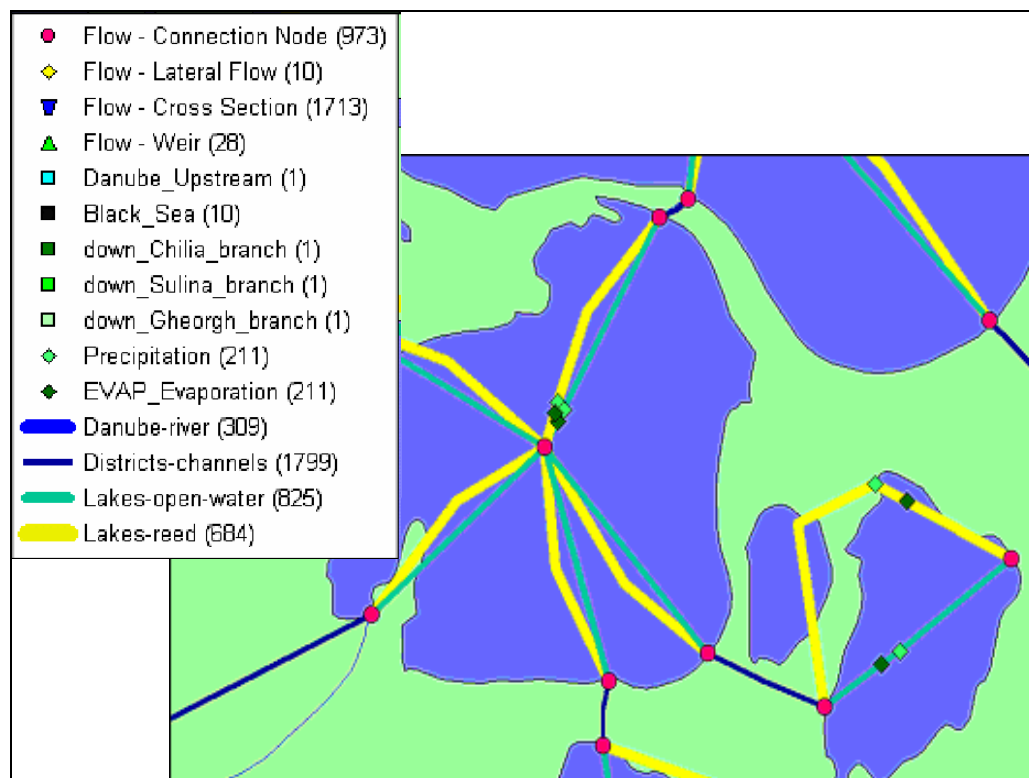 Flow - Connection Node (973)
Flow - Lateral Flow (10)
Flow - Cross Section (1713)
Flow - Weir (28)
Danube_Upstream (1)
Black_Sea (10)
down_Chilia_branch (1)
down_Sulina_branch (1)
down_Gheorgh_branch (1)
Precipitation (211)
EVAP_Evaporation (211)
Danube-river (309)
Districts-channels (1799)
Lakes-open-water (825)
Lakes-reed (684)